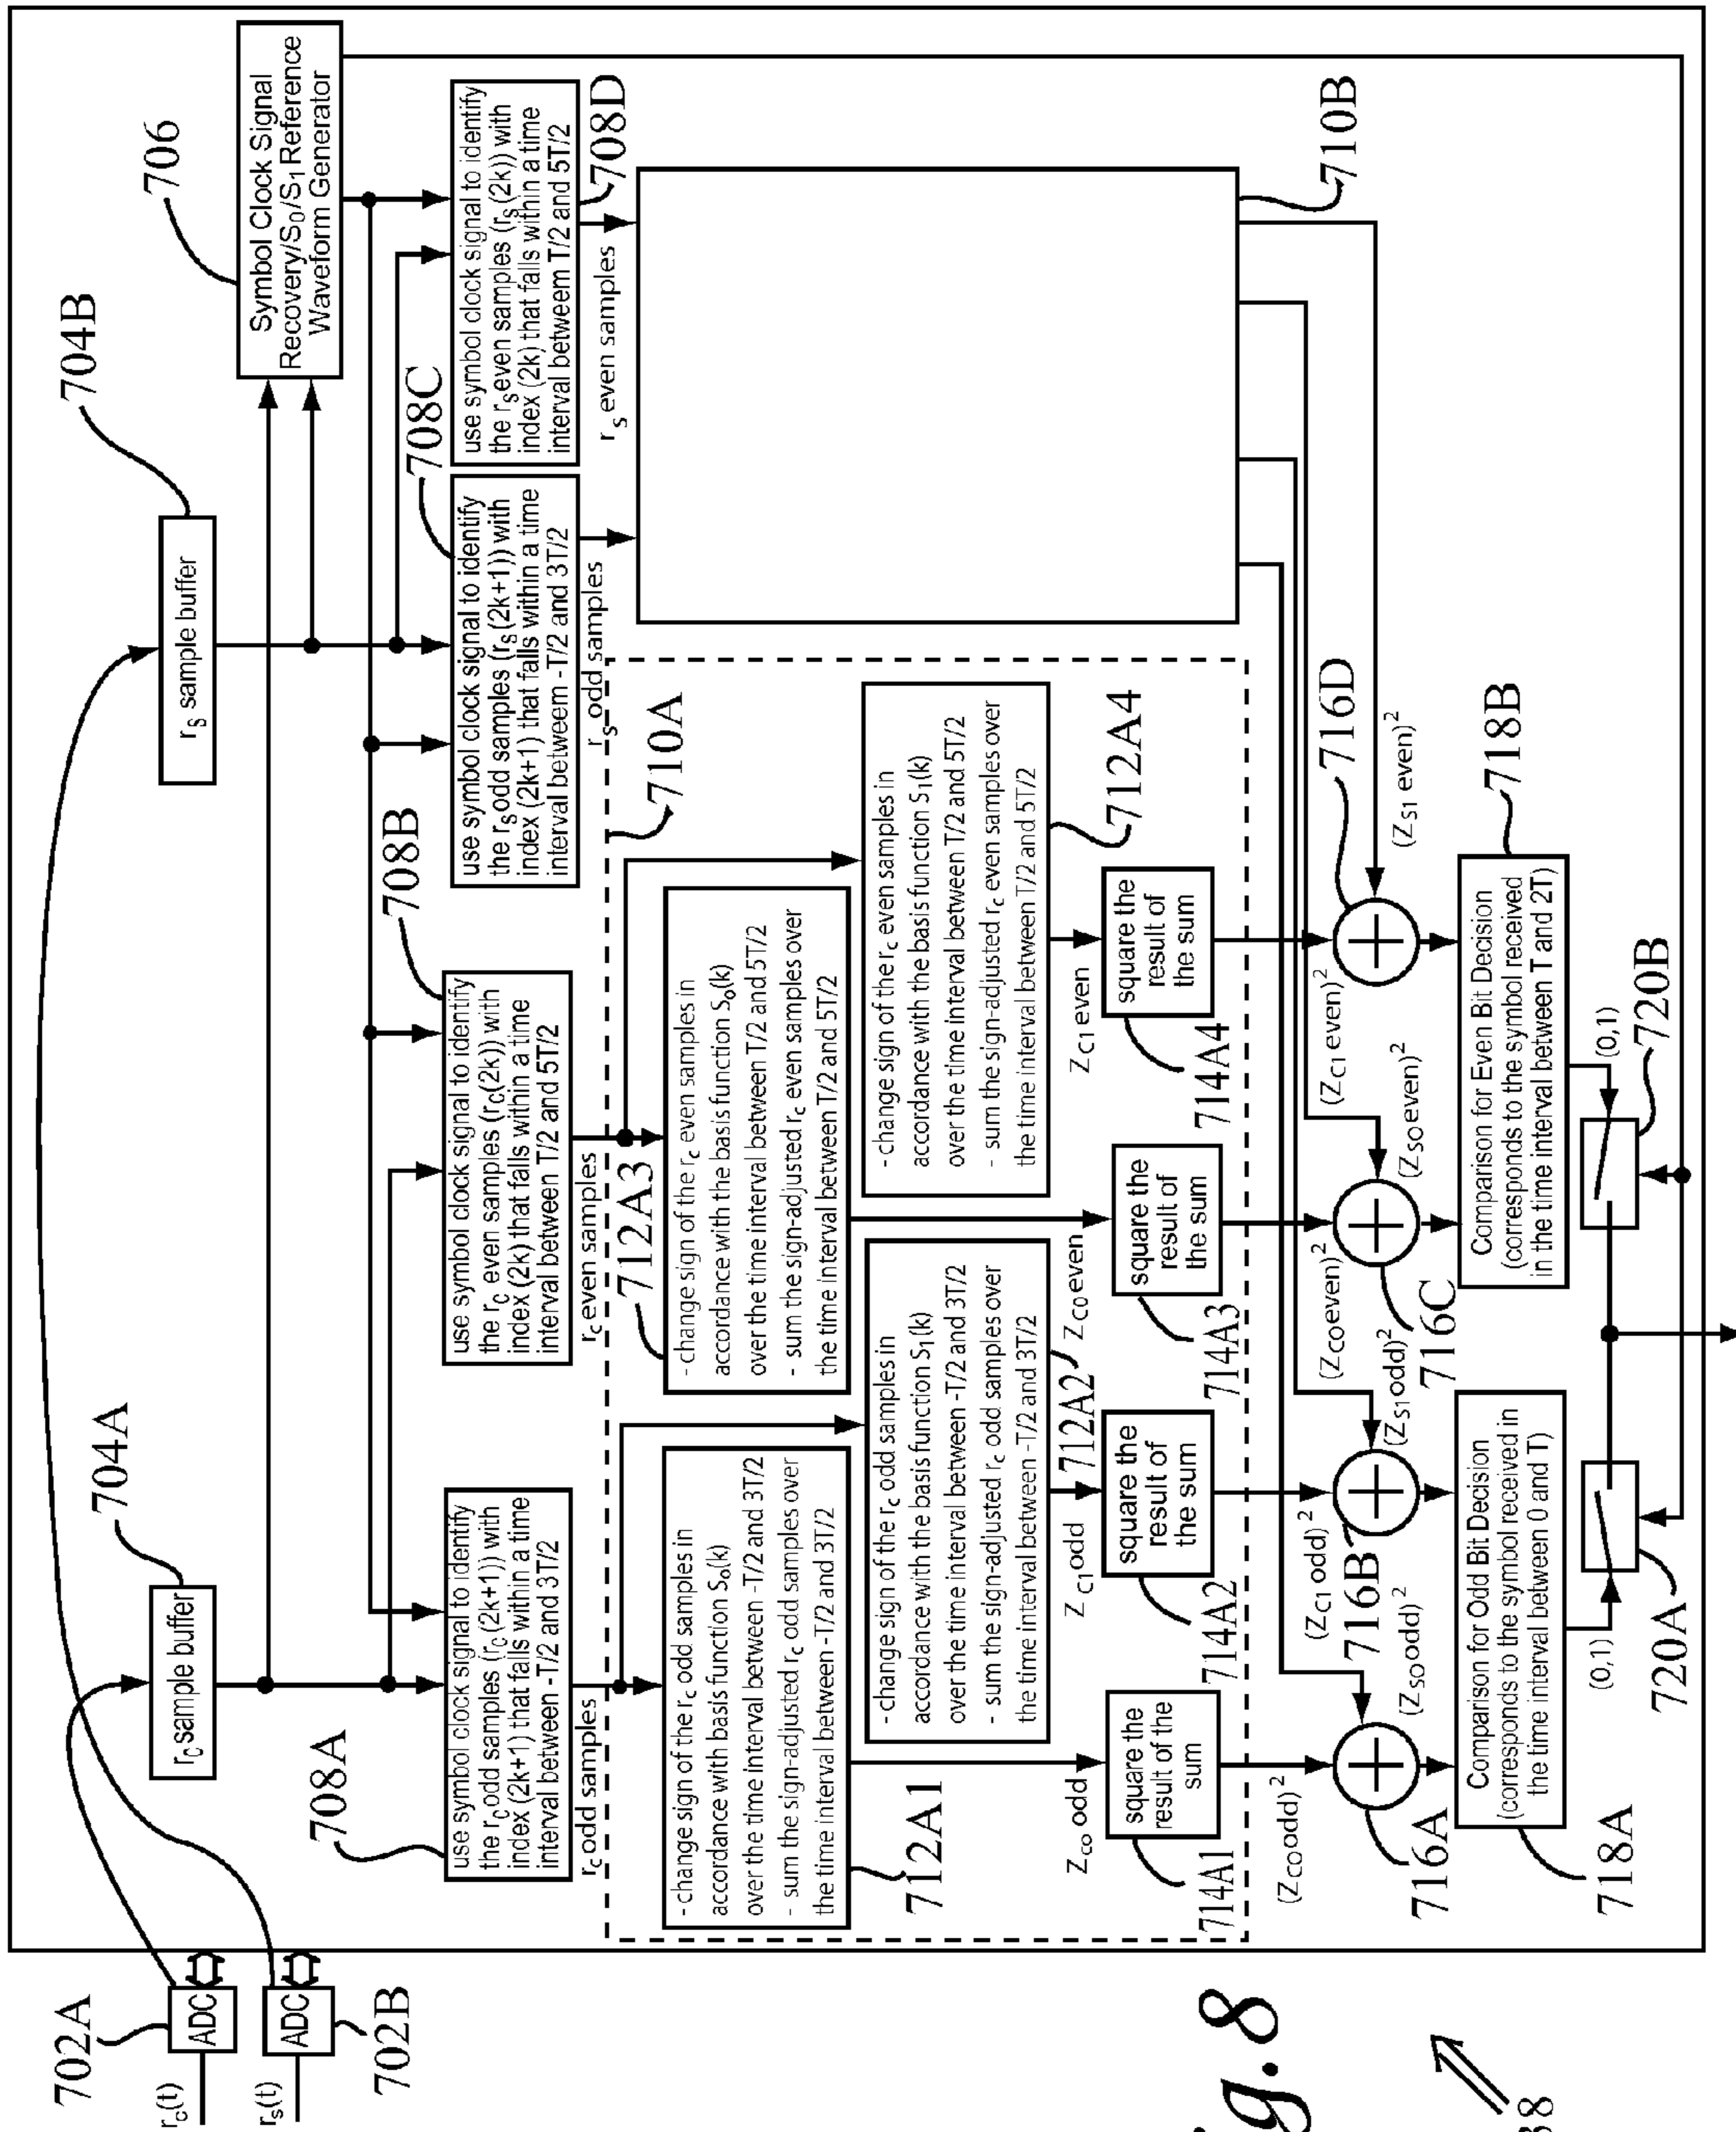 702A
ADC
r_c(t)
ADC
r_s(t)
702B
704A
r_c sample buffer
704B
r_s sample buffer
706
Symbol Clock Signal
Recovery/S_0/S_1 Reference
Waveform Generator
708A
use symbol clock signal to identify
the r_c odd samples (r_c(2k+1)) with
index (2k+1) that falls within a time
interval between -T/2 and 3T/2
r_c odd samples
708B
use symbol clock signal to identify
the r_c even samples (r_c(2k)) with
index (2k) that falls within a time
interval between T/2 and 5T/2
r_c even samples
708C
use symbol clock signal to identify
the r_s odd samples (r_s(2k+1)) with
index (2k+1) that falls within a time
interval betweem -T/2 and 3T/2
r_s odd samples
use symbol clock signal to identify
the r_s even samples (r_s(2k)) with
index (2k) that falls within a time
interval betweem T/2 and 5T/2
708D
r_s even samples
710A
- change sign of the r_c odd samples in
accordance with basis function S_o(k)
over the time interval between -T/2 and 3T/2
- sum the sign-adjusted r_c odd samples over
the time interval between -T/2 and 3T/2
712A1
712A3
- change sign of the r_c even samples in
accordance with the basis function S_o(k)
over the time interval between T/2 and 5T/2
- sum the sign-adjusted r_c even samples over
the time interval between T/2 and 5T/2
- change sign of the r_c odd samples in
accordance with the basis function S_1(k)
over the time interval between -T/2 and 3T/2
- sum the sign-adjusted r_c odd samples over
the time interval between -T/2 and 3T/2
712A2
- change sign of the r_c even samples in
accordance with the basis function S_1(k)
over the time interval between T/2 and 5T/2
- sum the sign-adjusted r_c even samples over
the time interval between T/2 and 5T/2
712A4
710B
Z_co odd
Z_C1 odd
Z_CO even
Z_C1 even
square the
result of the
sum
714A1
square the
result of
the sum
714A2
square the
result of
the sum
714A3
square the
result of
the sum
714A4
(Z_CO odd)^2
716A
(Z_SO odd)^2
(Z_C1 odd)^2
716B
(Z_S1 odd)^2
(Z_CO even)^2
716C
(Z_SO even)^2
(Z_C1 even)^2
716D
(Z_S1 even)^2
Comparison for Odd Bit Decision
(corresponds to the symbol received in
the time interval between 0 and T)
718A
Comparison for Even Bit Decision
(corresponds to the symbol received
in the time interval between T and 2T)
718B
(0,1)
720A
(0,1)
720B